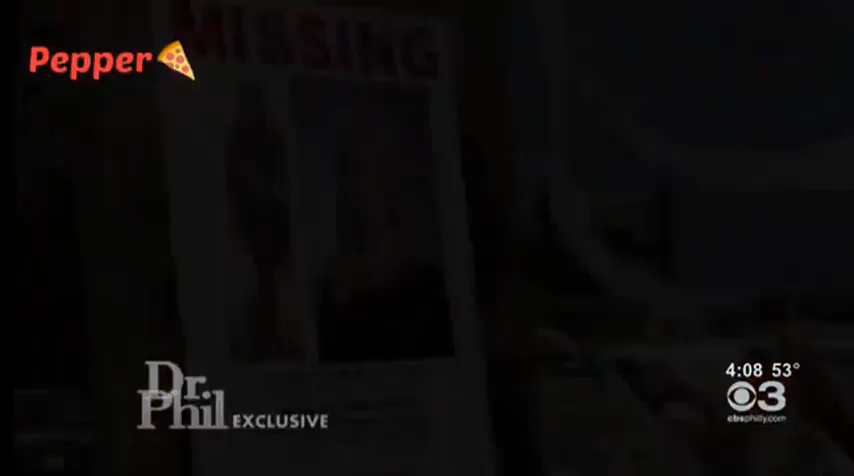 MISSING
Pepper
Dr.
Phil EXCLUSIVE
4:08 53°
3
cbsphilly.com